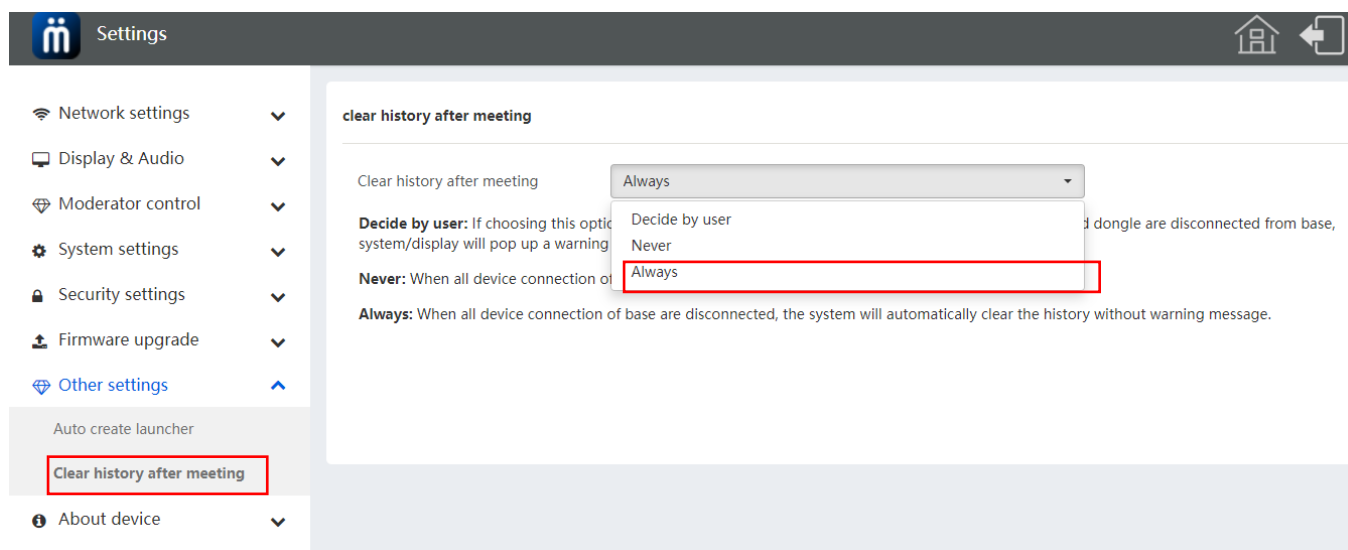 Settings
Network settings
Display & Audio
Moderator control
System settings
Security settings
Firmware upgrade
Other settings
Auto create launcher
Clear history after meeting
About device
clear history after meeting
Clear history after meeting
Always
Decide by user: If choosing this d dongle are disconnected from base,
system/display will pop up a warning
Never: When all device connection
Decide by user
Never
Always
Always: When all device connection of base are disconnected, the system will automatically clear the history without warning message.